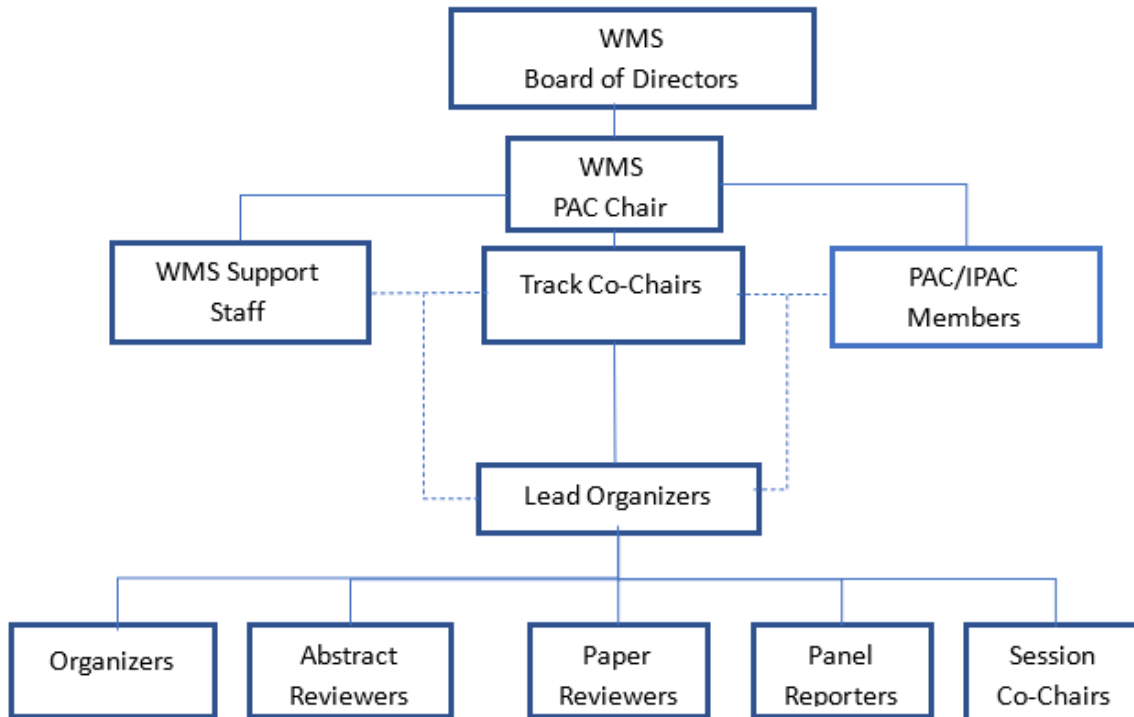 WMS
Board of Directors
WMS
PAC Chair
WMS Support
Staff
Track Co-Chairs
PAC/IPAC
Members
Lead Organizers
Organizers
Abstract
Reviewers
Paper
Reviewers
Panel
Reporters
Session
Co-Chairs